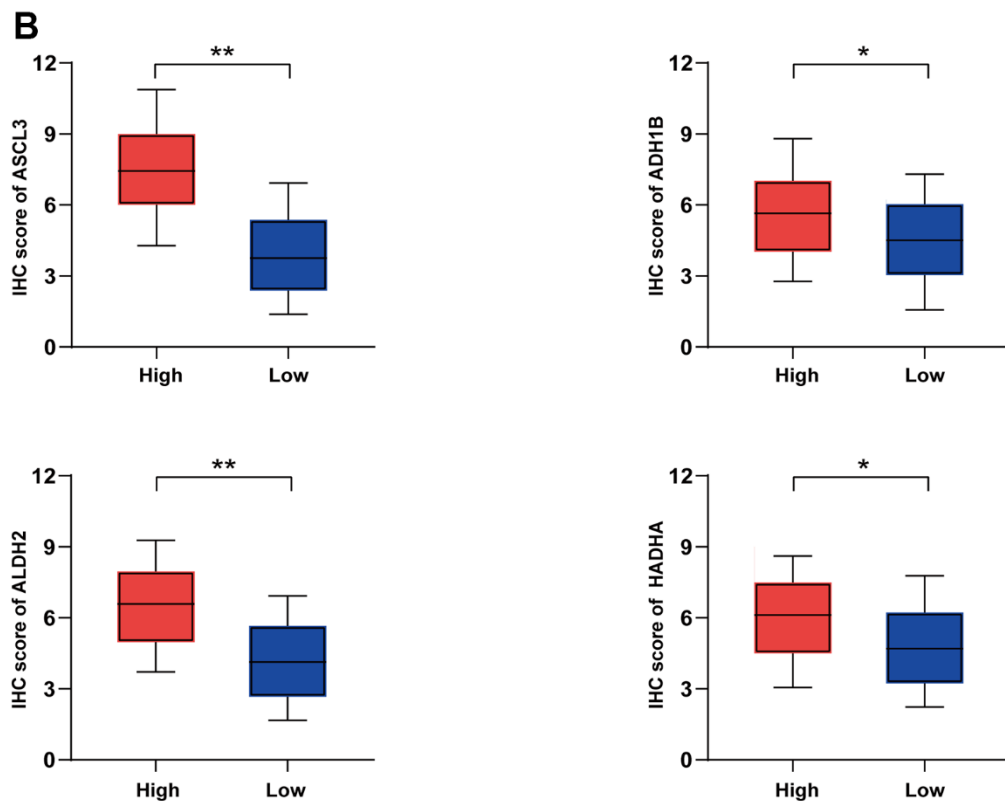 B
**
12
9
6
3
0
IHC score of ASCL3
High Low
*
12
9
6
3
0
IHC score of ADH1B
High Low
**
12
9
6
3
0
IHC score of ALDH2
High Low
*
12
9
6
3
0
IHC score of HADHA
High Low